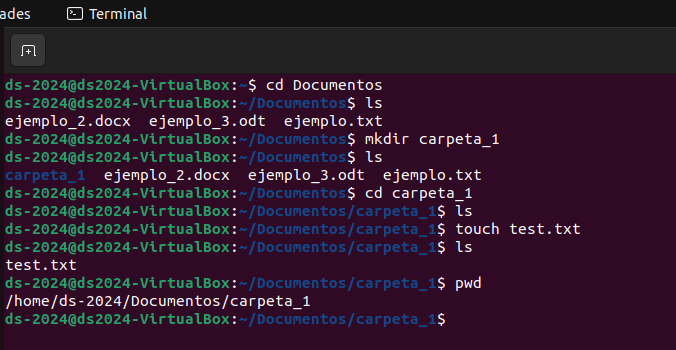 ades Terminal
ds-2024@ds2024-VirtualBox:~$ cd Documentos
ds-2024@ds2024-VirtualBox:~/Documentos$ ls
ejemplo_2.docx  ejemplo_3.odt  ejemplo.txt
ds-2024@ds2024-VirtualBox:~/Documentos$ mkdir carpeta_1
ds-2024@ds2024-VirtualBox:~/Documentos$ ls
carpeta_1  ejemplo_2.docx  ejemplo_3.odt  ejemplo.txt
ds-2024@ds2024-VirtualBox:~/Documentos$ cd carpeta_1
ds-2024@ds2024-VirtualBox:~/Documentos/carpeta_1$ ls
ds-2024@ds2024-VirtualBox:~/Documentos/carpeta_1$ touch test.txt
ds-2024@ds2024-VirtualBox:~/Documentos/carpeta_1$ ls
test.txt
ds-2024@ds2024-VirtualBox:~/Documentos/carpeta_1$ pwd
/home/ds-2024/Documentos/carpeta_1
ds-2024@ds2024-VirtualBox:~/Documentos/carpeta_1$